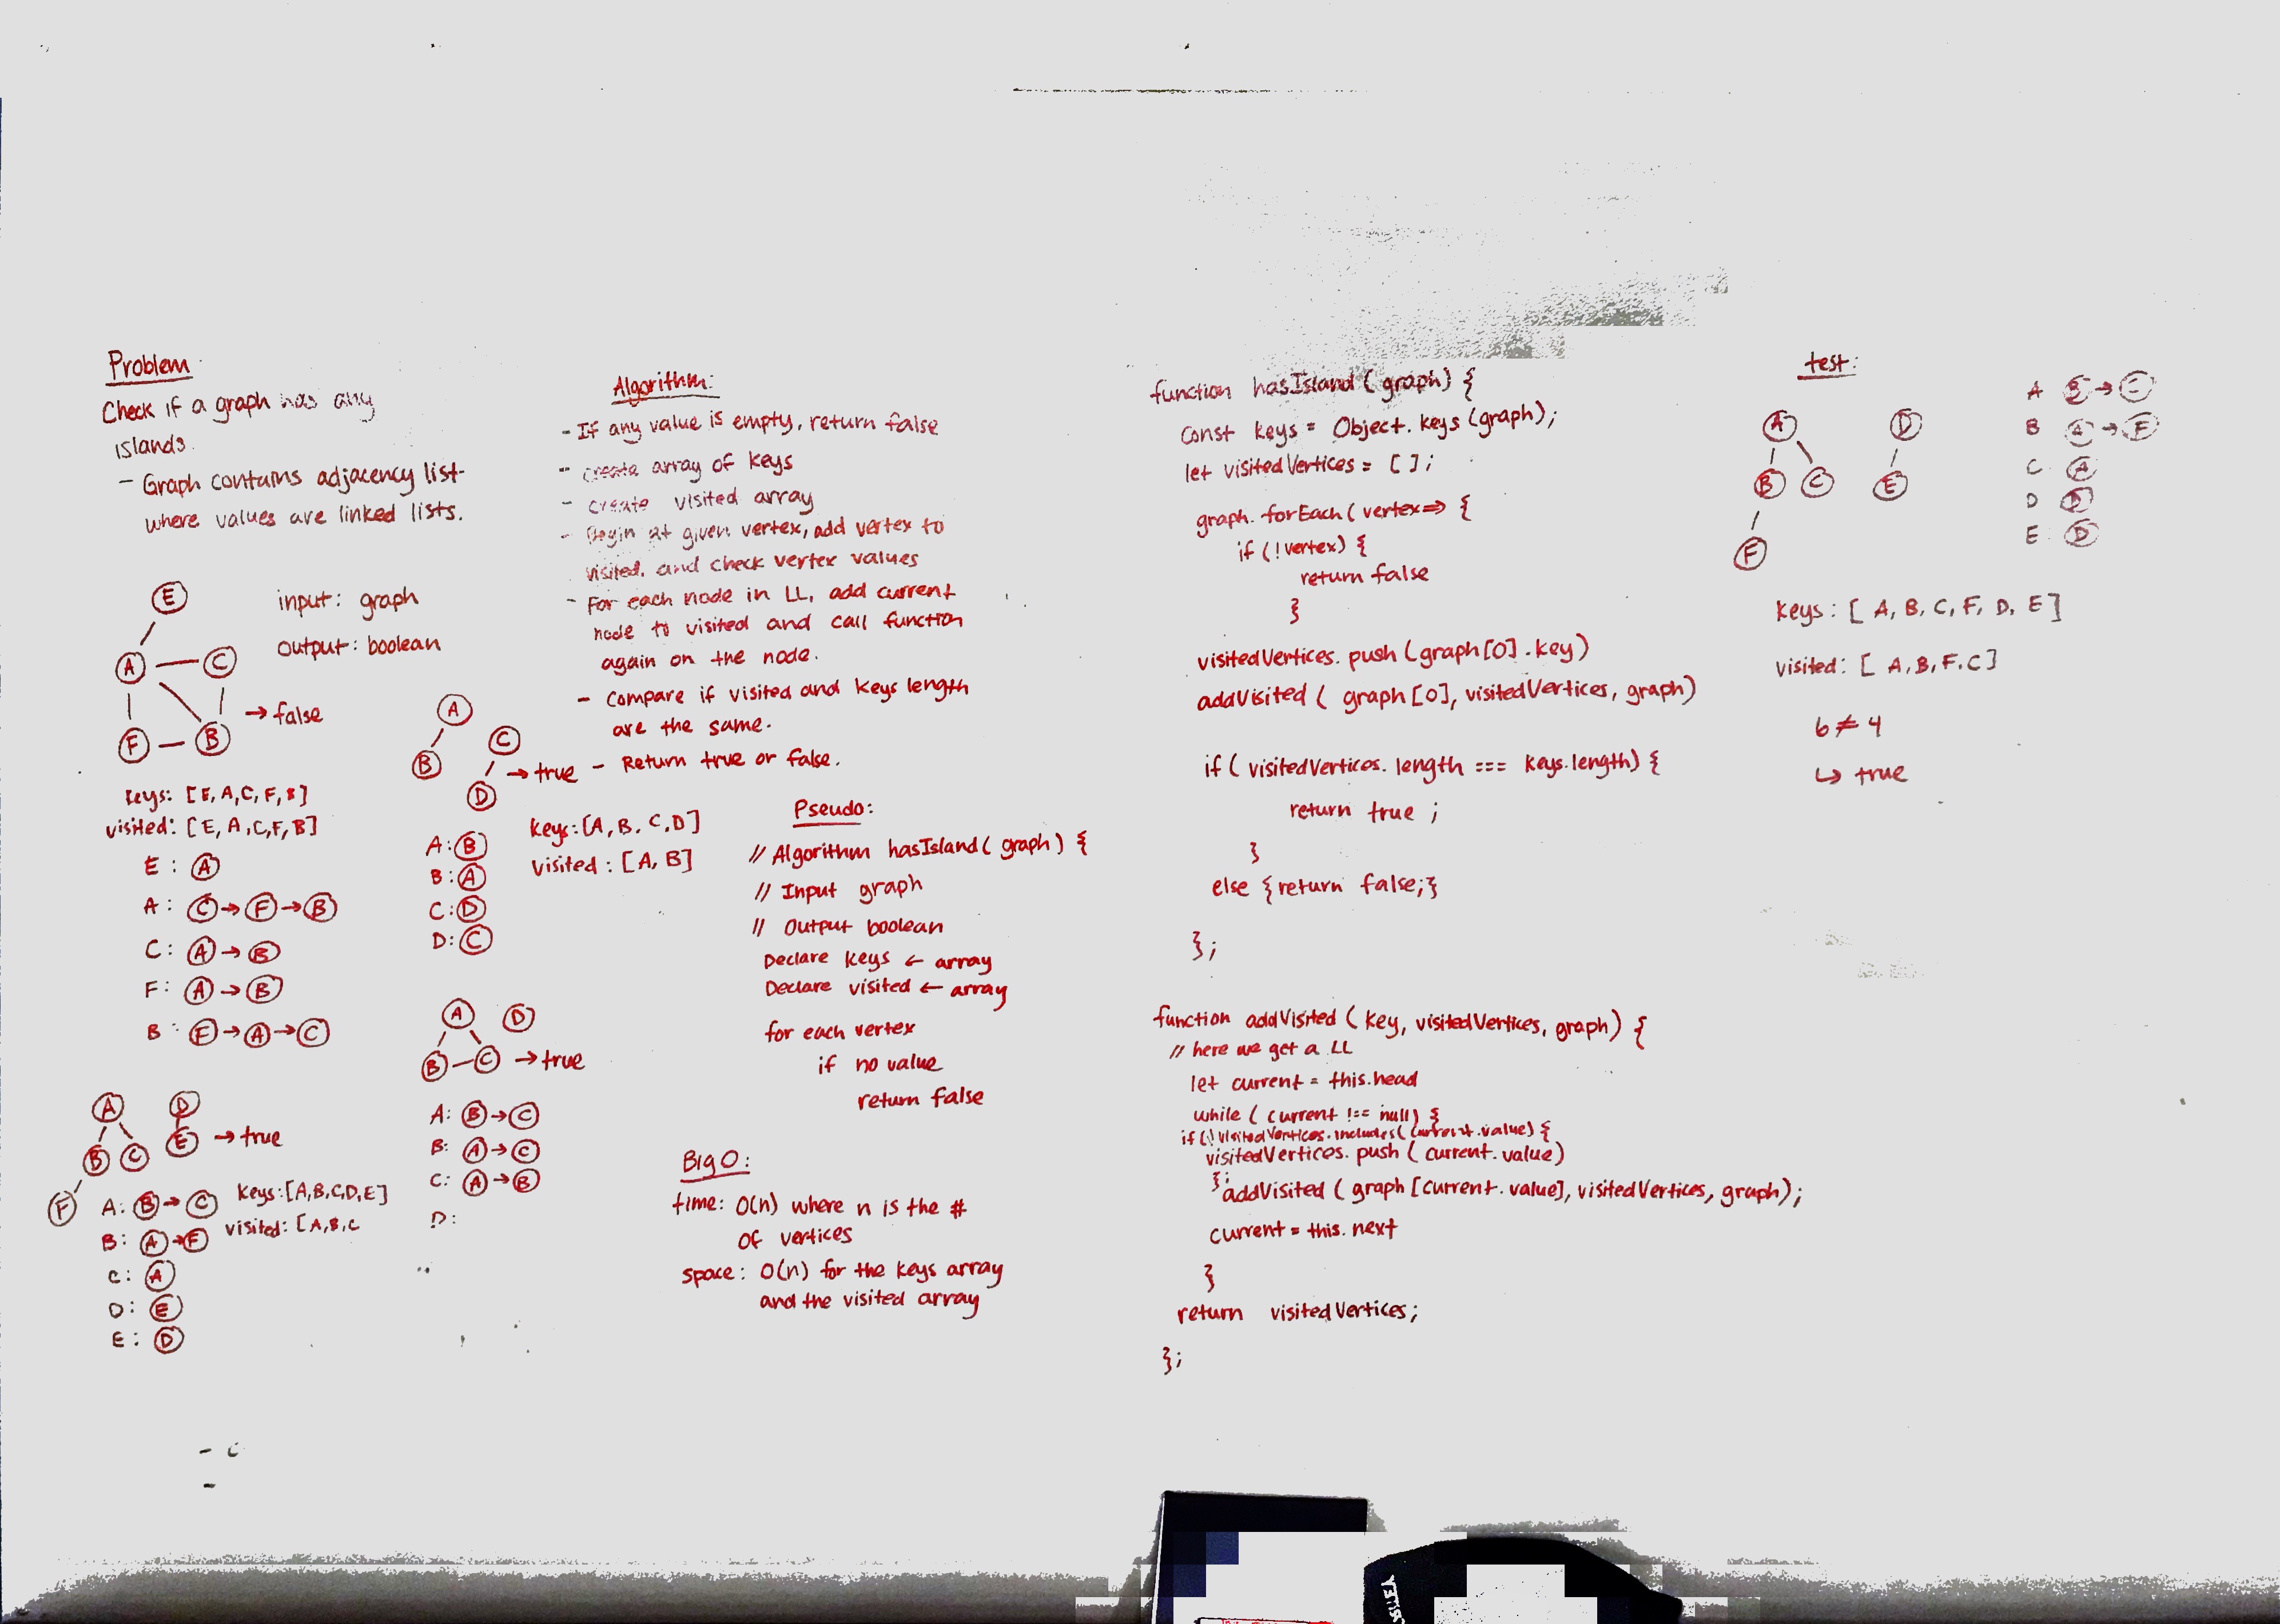 Problem
Check if a graph has any
islands.
- Graph contains adjacency list
where values are linked lists.
input: graph
output: boolean
E
A C
F B
→ false
keys: [E, A, C, F, B]
visited: [E, A, C, F, B]
E: A
A: C → F → B
C: A → B
F: A → B
B: F → A → C
A D
B C E → true
F
A: B → C
B: A → F
C: A
D: E
E: D
keys: [A, B, C, D, E]
visited: [A, B, C
A
B C
D → true
keys: [A, B, C, D]
visited: [A, B]
A: B
B: A
C: D
D: C
A D
B C → true
A: B → C
B: A → C
C: A → B
D:
Algorithm:
- If any value is empty, return false
- create array of keys
- create visited array
- Begin at given vertex, add vertex to
visited, and check vertex values
- For each node in LL, add current
node to visited and call function
again on the node.
- Compare if visited and keys length
are the same.
- Return true or false.
Pseudo:
// Algorithm hasIsland(graph) {
// Input graph
// Output boolean
Declare keys ← array
Declare visited ← array
for each vertex
if no value
return false
Big O:
time: O(n) where n is the #
of vertices
space: O(n) for the keys array
and the visited array
function hasIsland(graph) {
const keys = Object.keys(graph);
let visitedVertices = [];
graph.forEach(vertex => {
if (!vertex) {
return false
}
visitedVertices.push(graph[0].key)
addVisited(graph[0], visitedVertices, graph)
if (visitedVertices.length === keys.length) {
return true;
}
else {return false;}
};
function addVisited(key, visitedVertices, graph) {
// here we get a LL
let current = this.head
while (current !== null) {
if (!visitedVertices.includes(current.value) {
visitedVertices.push(current.value)
};
addVisited(graph[current.value], visitedVertices, graph);
current = this.next
}
return visitedVertices;
};
test:
A D
B C E
F
A B → C
B A → F
C A
D
E D
keys: [A, B, C, F, D, E]
visited: [A, B, F, C]
6 ≠ 4
↳ true